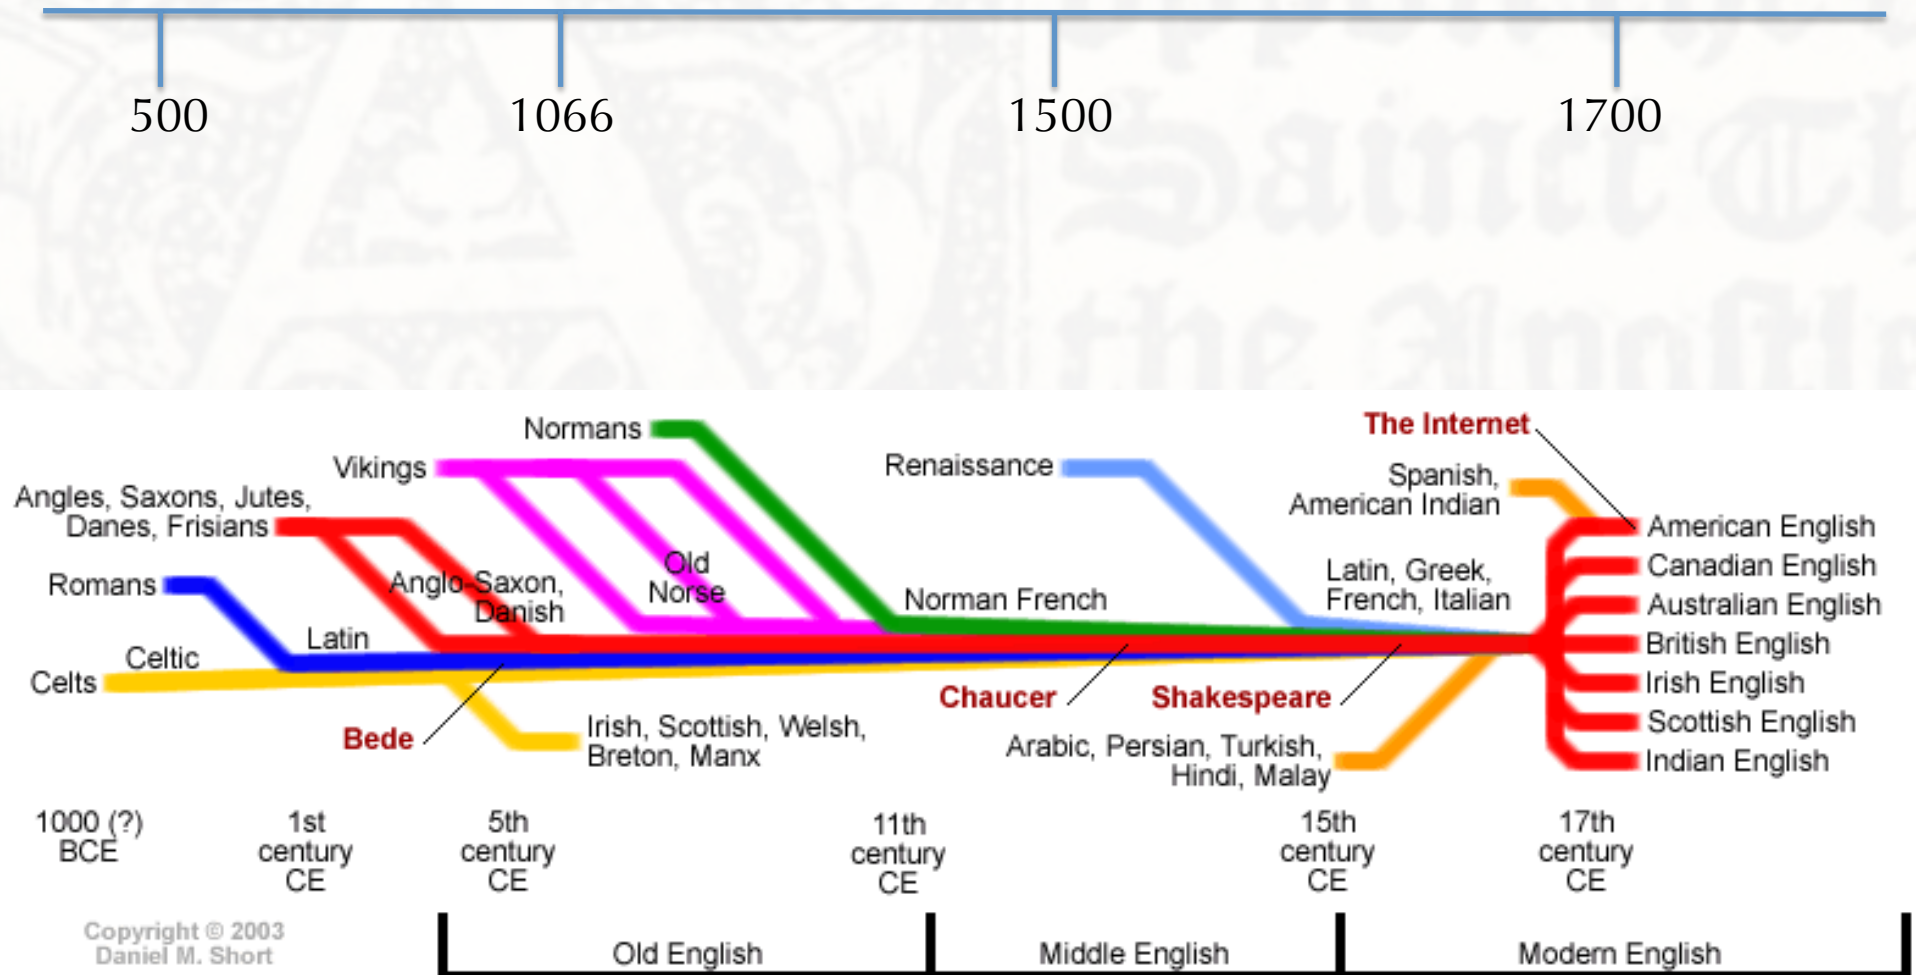 500
1066
1500
1700
Sainct
the Apostle
Normans
Vikings
Angles, Saxons, Jutes,
Danes, Frisians
Romans
Celts
Celtic
Latin
Anglo-Saxon,
Danish
Old
Norse
Norman French
Renaissance
Latin, Greek,
French, Italian
The Internet
Spanish,
American Indian
American English
Canadian English
Australian English
British English
Irish English
Scottish English
Indian English
Bede
Irish, Scottish, Welsh,
Breton, Manx
Chaucer
Shakespeare
Arabic, Persian, Turkish,
Hindi, Malay
1000 (?)
BCE
1st
century
CE
5th
century
CE
11th
century
CE
15th
century
CE
17th
century
CE
Copyright © 2003
Daniel M. Short
Old English
Middle English
Modern English